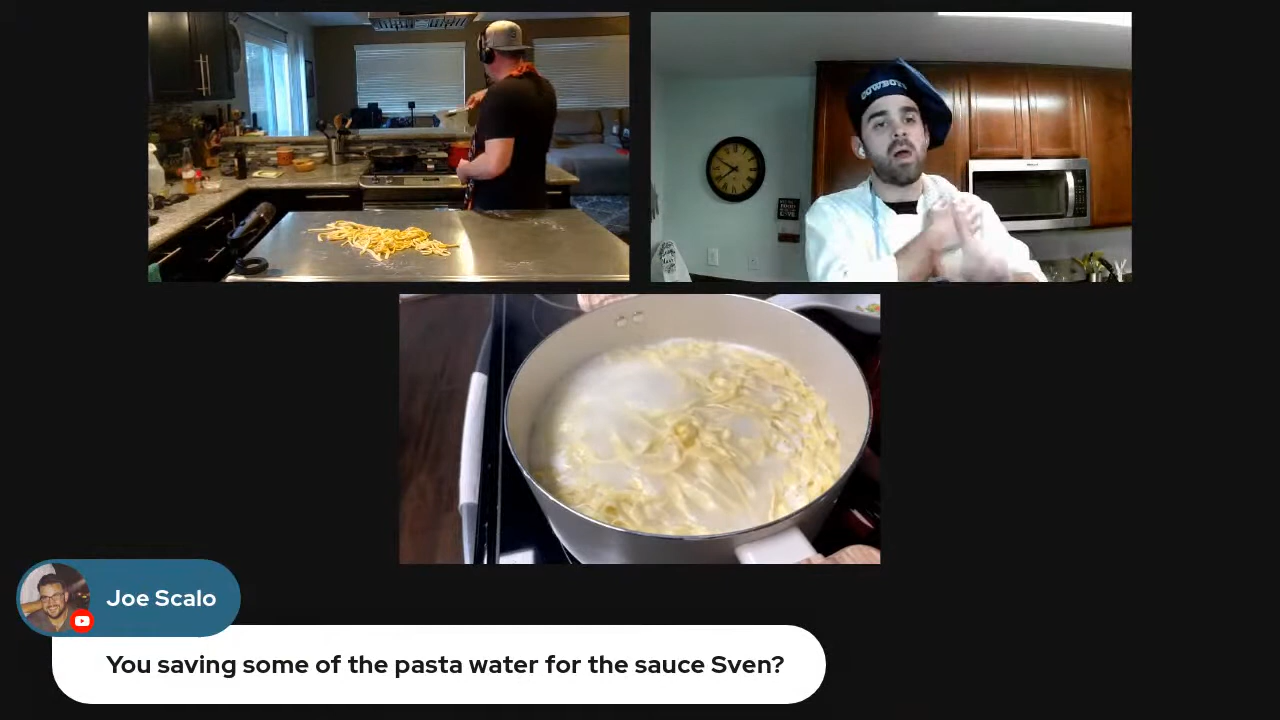 COWBOYS
Joe Scalo
You saving some of the pasta water for the sauce Sven?